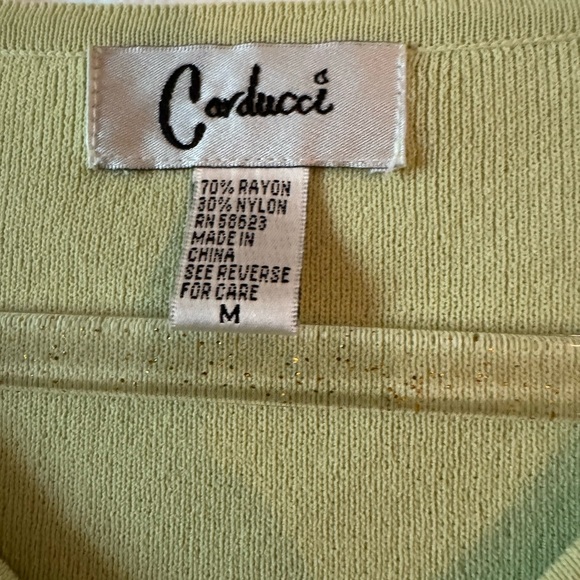 Carducci
70% RAYON
30% NYLON
RN 58623
MADE IN
CHINA
SEE REVERSE
FOR CARE
M